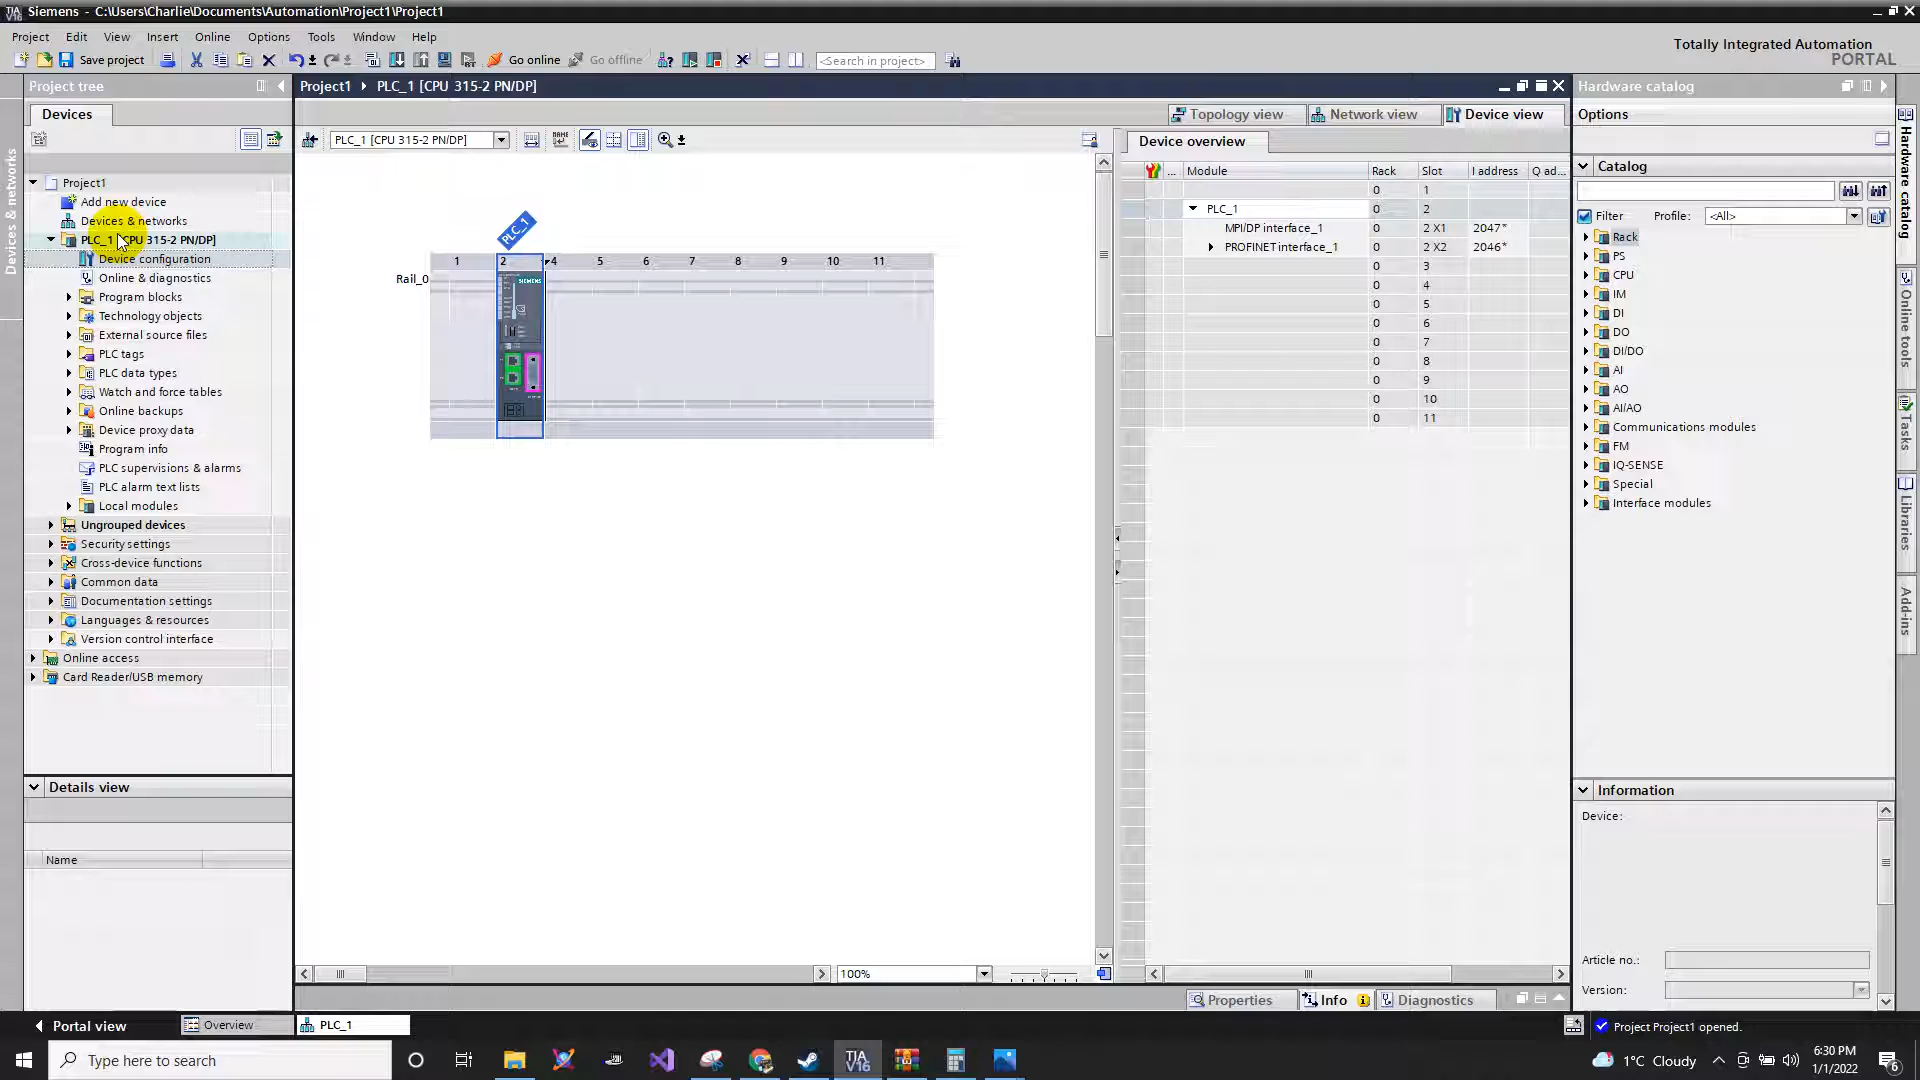 Siemens - C:\Users\Charlie\Documents\Automation\Project1\Project1
Project Edit View Insert Online Options Tools Window Help
Totally Integrated Automation
PORTAL
Save project Go online Go offline <Search in project>
Project tree
Devices
Devices & networks
Project1
Add new device
Devices & networks
PLC_1 [CPU 315-2 PN/DP]
Device configuration
Online & diagnostics
Program blocks
Technology objects
External source files
PLC tags
PLC data types
Watch and force tables
Online backups
Device proxy data
Program info
PLC supervisions & alarms
PLC alarm text lists
Local modules
Ungrouped devices
Security settings
Cross-device functions
Common data
Documentation settings
Languages & resources
Version control interface
Online access
Card Reader/USB memory
Details view
Name
Project1 PLC_1 [CPU 315-2 PN/DP]
Topology view Network view Device view
PLC_1 [CPU 315-2 PN/DP]
PLC_1
1 2 4 5 6 7 8 9 10 11
Rail_0
SIEMENS
100%
Device overview
... Module Rack Slot I address Q ad...
0 1
PLC_1 0 2
MPI/DP interface_1 0 2 X1 2047*
PROFINET interface_1 0 2 X2 2046*
0 3
0 4
0 5
0 6
0 7
0 8
0 9
0 10
0 11
Properties Info Diagnostics
Hardware catalog
Options
Catalog
Filter Profile: <All>
Rack
PS
CPU
IM
DI
DO
DI/DO
AI
AO
AI/AO
Communications modules
FM
IQ-SENSE
Special
Interface modules
Information
Device:
Article no.:
Version:
Hardware catalog
Online tools
Tasks
Libraries
Add-ins
Portal view Overview PLC_1
Project Project1 opened.
Type here to search
TIA
V16
1°C Cloudy
6:30 PM
1/1/2022
6